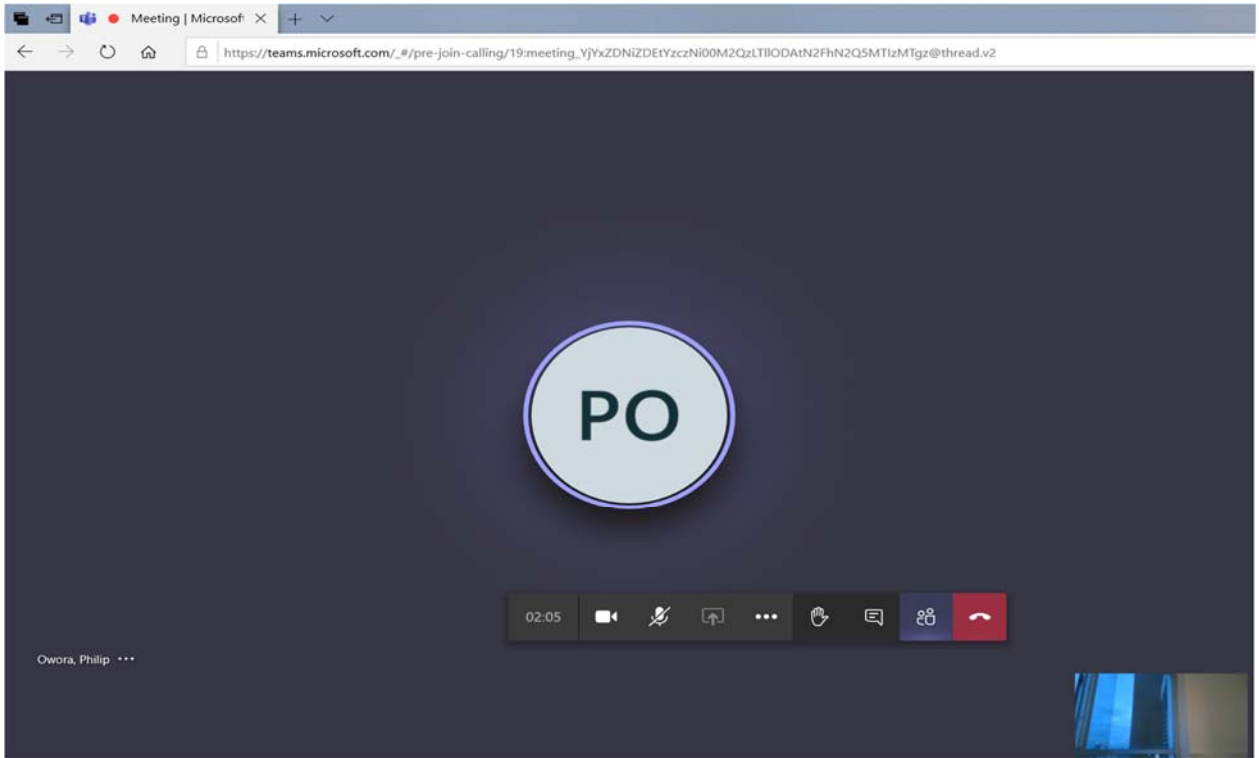 Meeting | Microsof
https://teams.microsoft.com/_#/pre-join-calling/19:meeting_YjYxZDNiZDEtYzczNi00M2QzLTllODAtN2FhN2Q5MTIzMTgz@thread.v2
PO
02:05
Owora, Philip